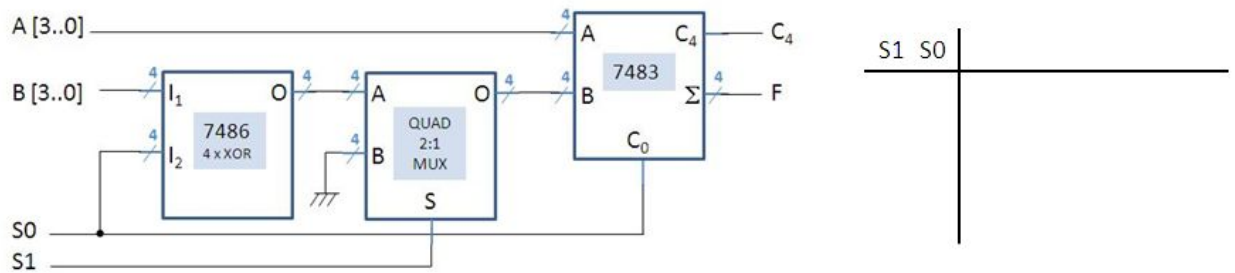 A [3..0]
4
A
C₄
C₄
7483
S1 S0
B [3..0]
4
I₁
O
4
4
A
O
4
4
B
Σ
4
F
7486
4 x XOR
QUAD
2:1
MUX
4
I₂
4
B
C₀
S
S0
S1